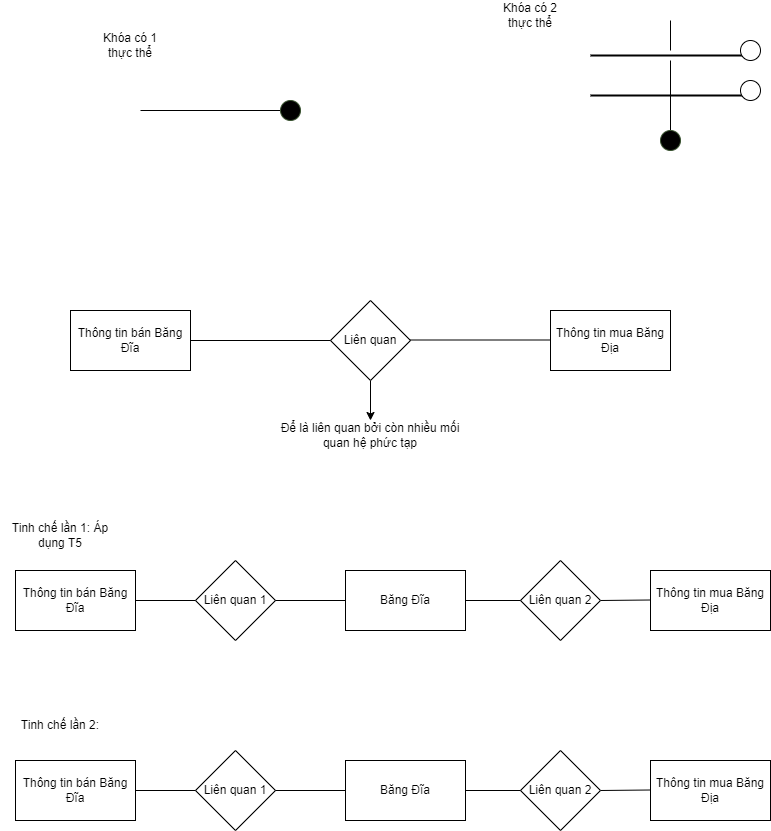 Khóa có 1
thực thể
Khóa có 2
thực thể
Thông tin bán Băng
Đĩa
Liên quan
Thông tin mua Băng
Địa
Để là liên quan bởi còn nhiều mối
quan hệ phức tạp
Tinh chế lần 1: Áp
dụng T5
Thông tin bán Băng
Đĩa
Liên quan 1
Băng Đĩa
Liên quan 2
Thông tin mua Băng
Địa
Tinh chế lần 2:
Thông tin bán Băng
Đĩa
Liên quan 1
Băng Đĩa
Liên quan 2
Thông tin mua Băng
Địa